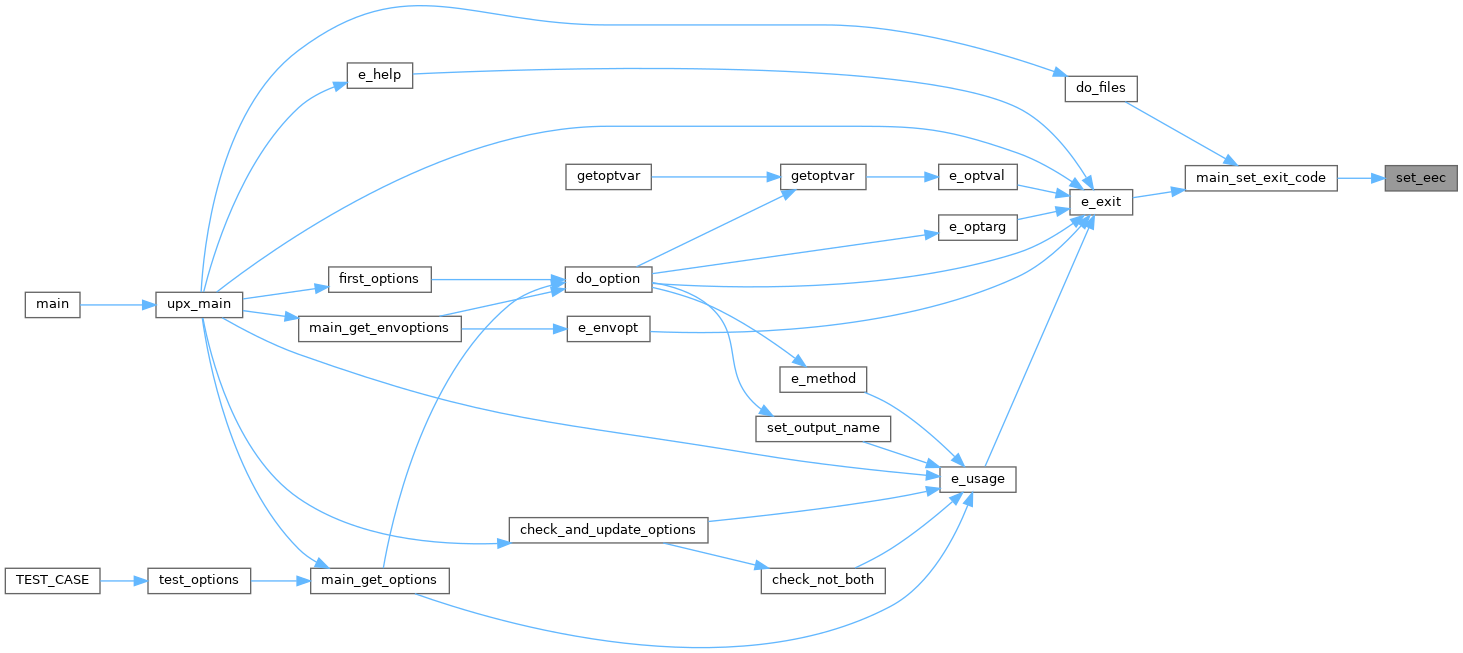 e_help
do_files
getoptvar
getoptvar
e_optval
main_set_exit_code
set_eec
e_exit
e_optarg
first_options
do_option
main
upx_main
main_get_envoptions
e_envopt
e_method
set_output_name
e_usage
check_and_update_options
TEST_CASE
test_options
main_get_options
check_not_both